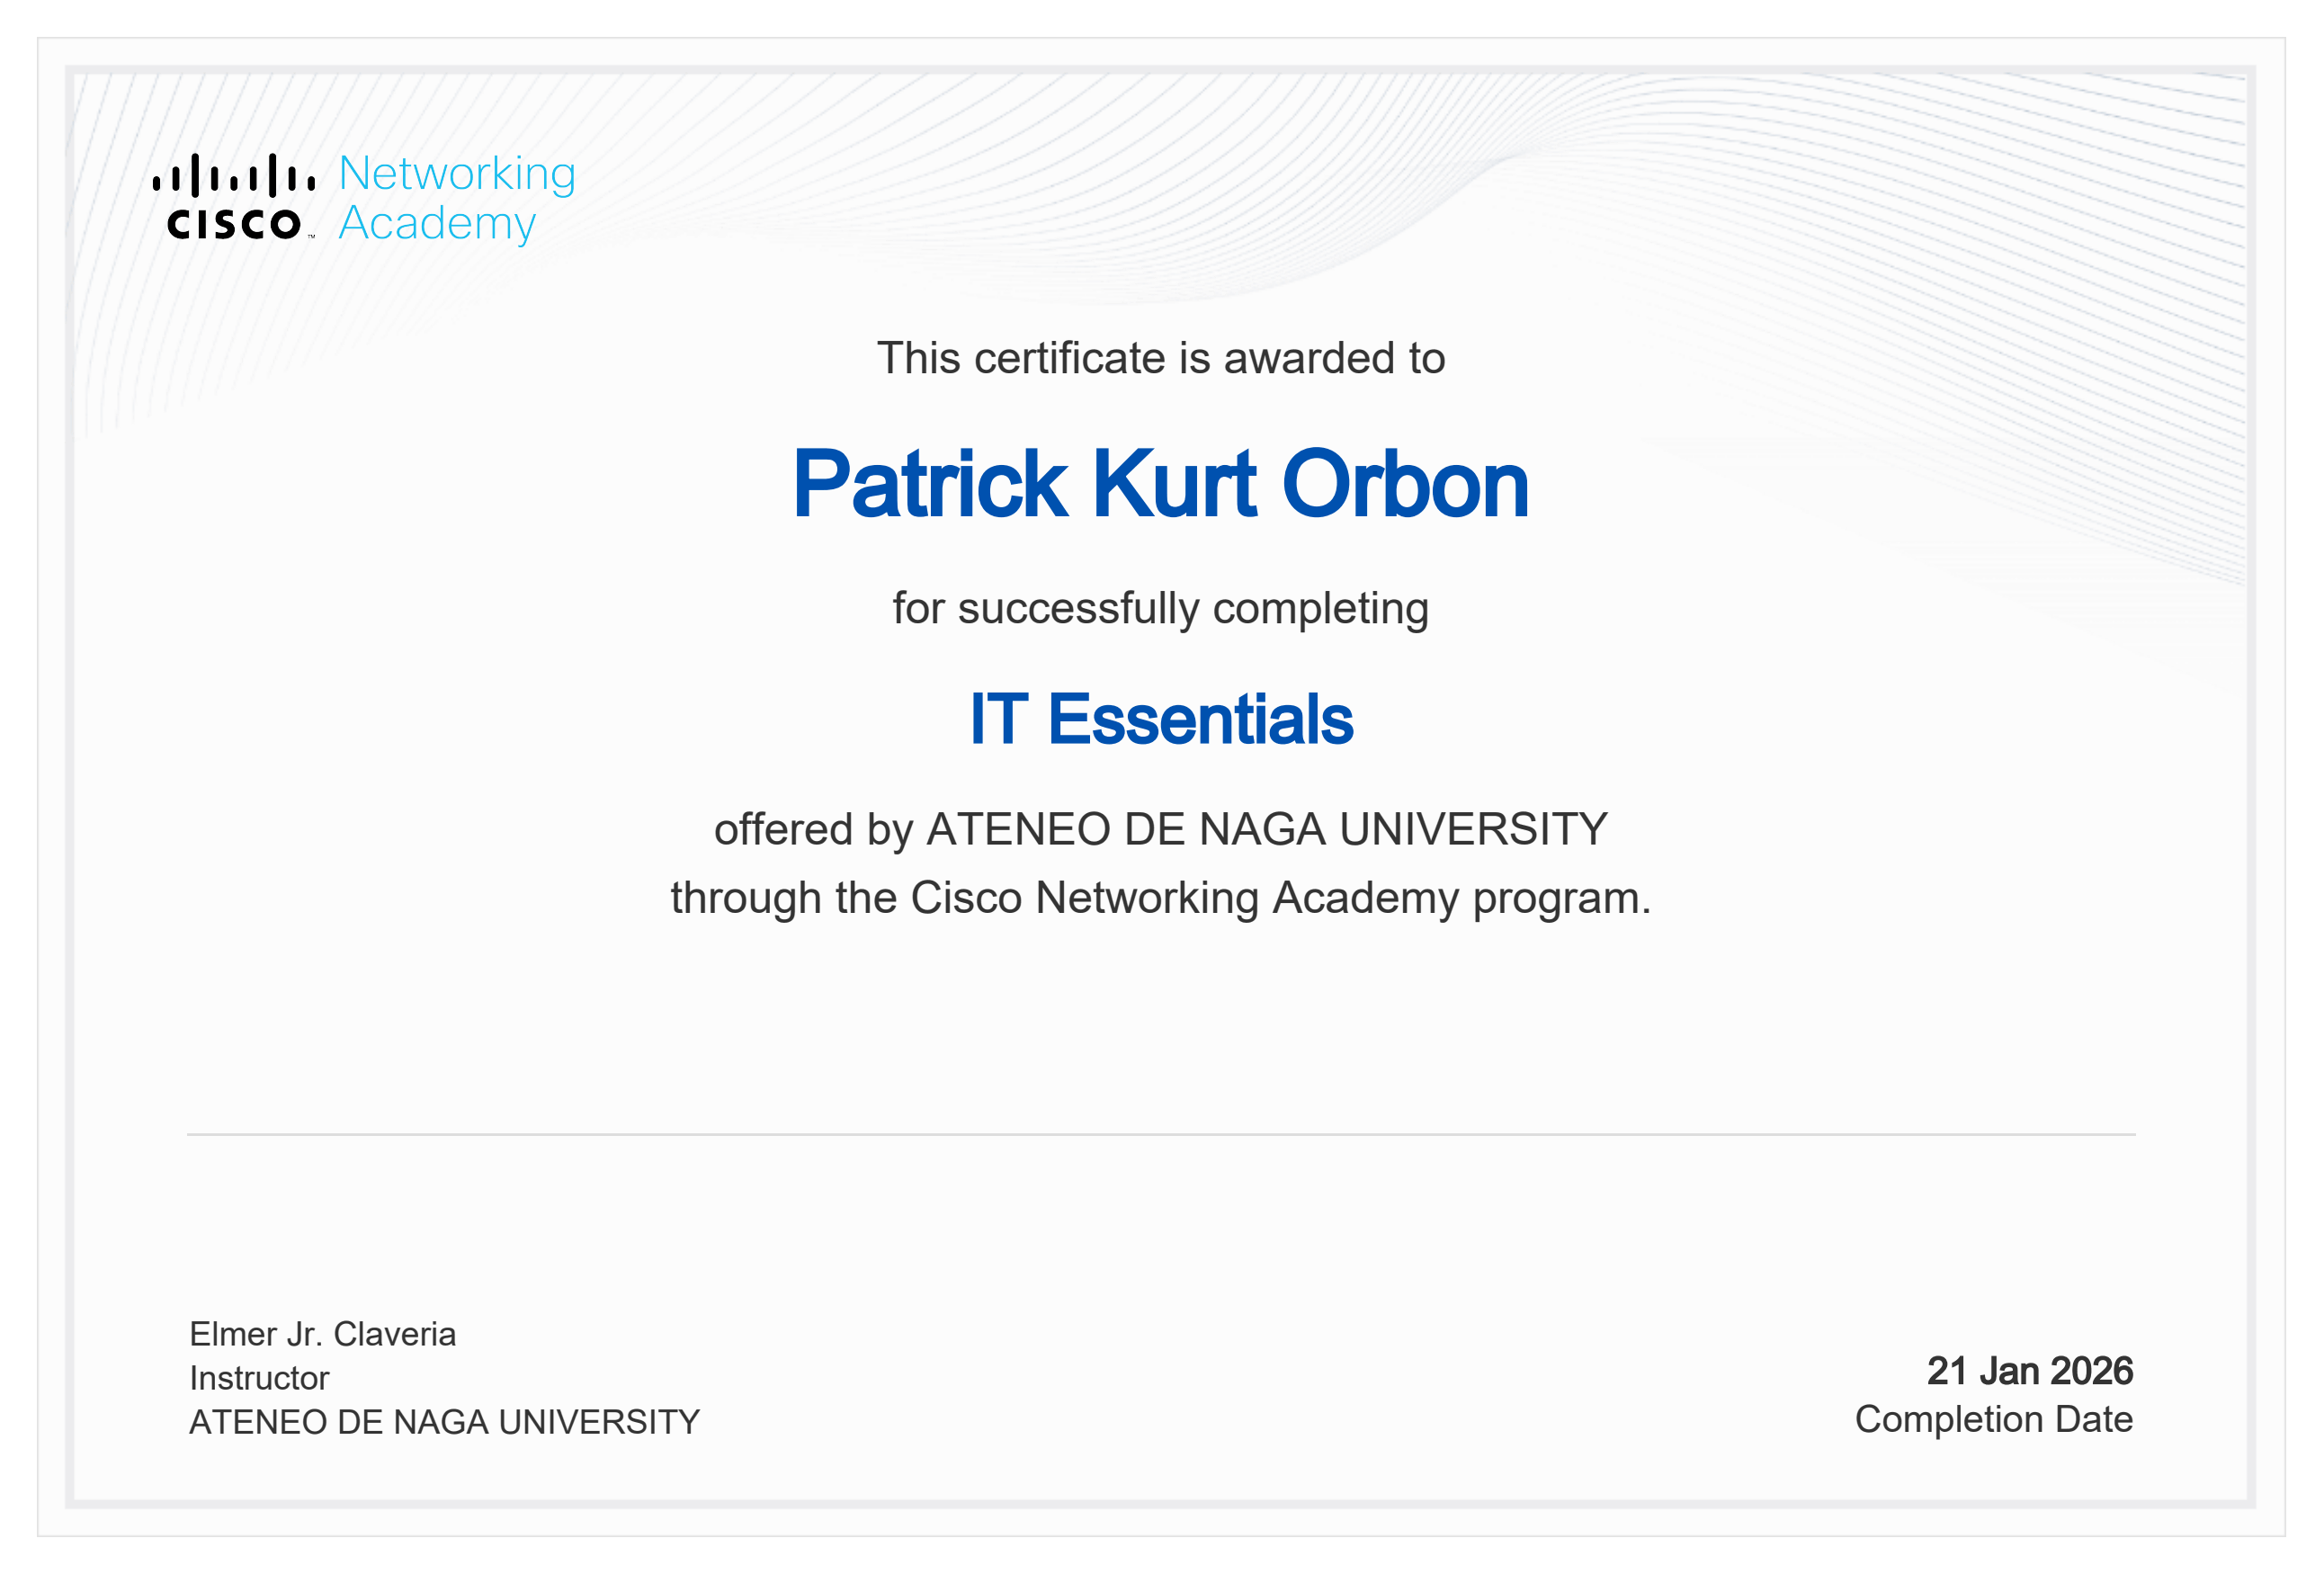 Networking
Academy
CISCO™
This certificate is awarded to
Patrick Kurt Orbon
for successfully completing
IT Essentials
offered by ATENEO DE NAGA UNIVERSITY
through the Cisco Networking Academy program.
Elmer Jr. Claveria
Instructor
ATENEO DE NAGA UNIVERSITY
21 Jan 2026
Completion Date